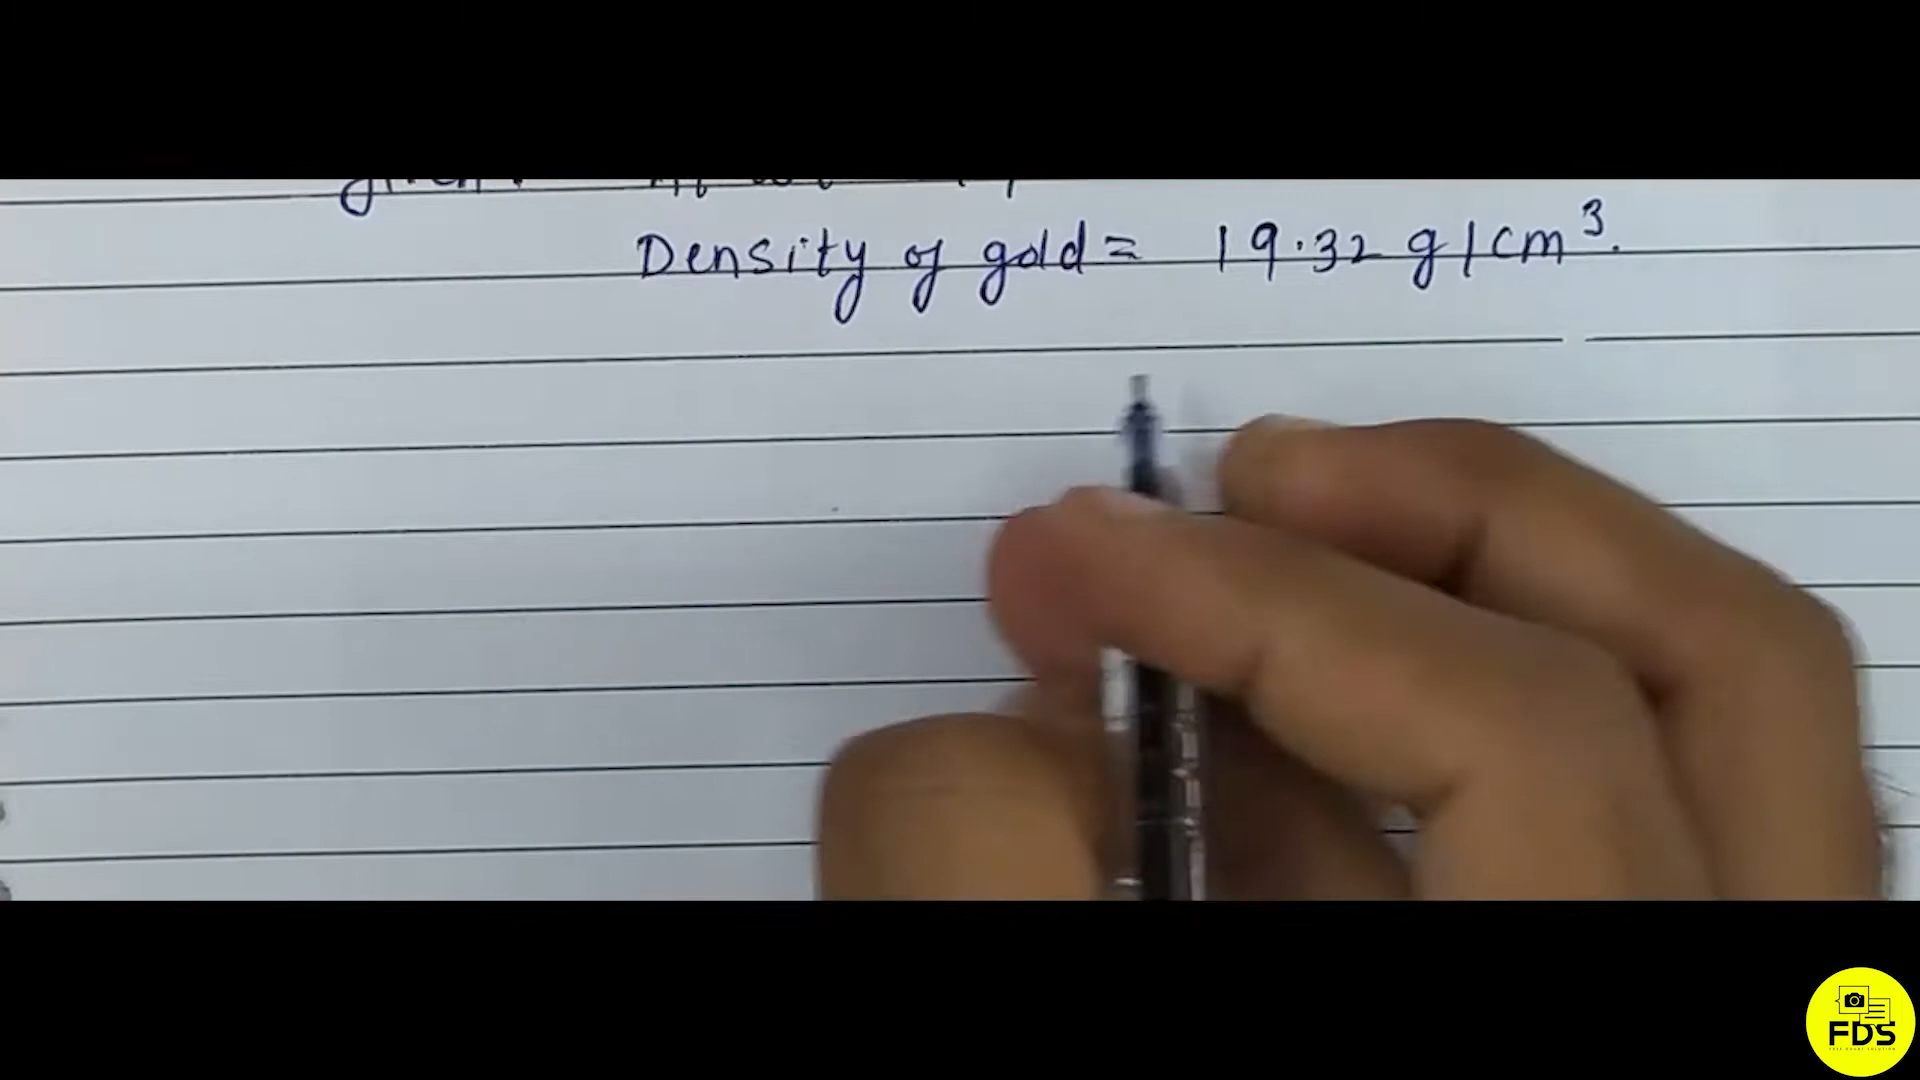 Density of gold = 19.32 g/cm³.
FDS